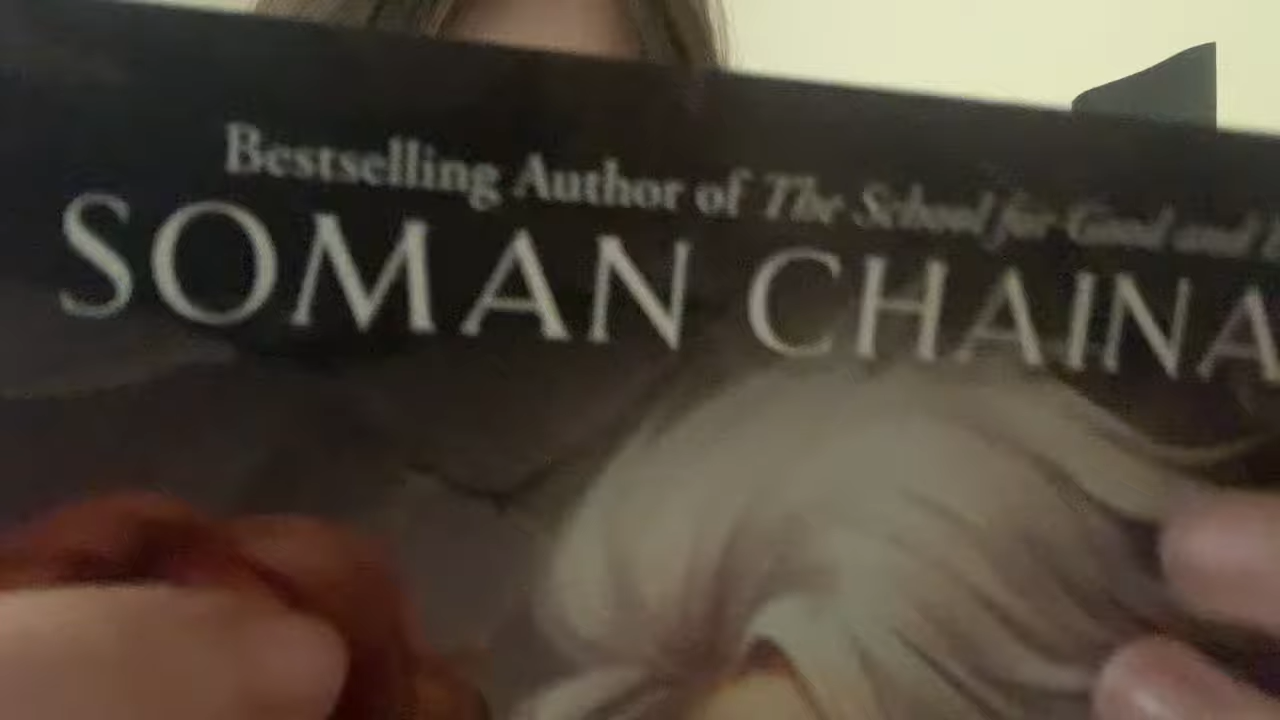 Bestselling Author of The School for Good and
SOMAN CHAINA